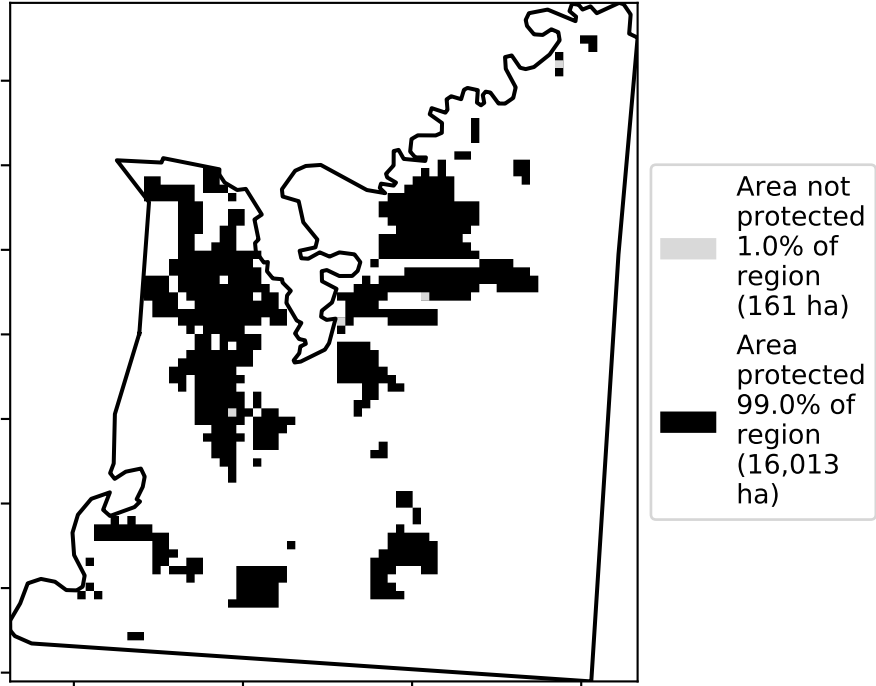 Area not
protected
1.0% of
region
(161 ha)
Area
protected
99.0% of
region
(16,013
ha)